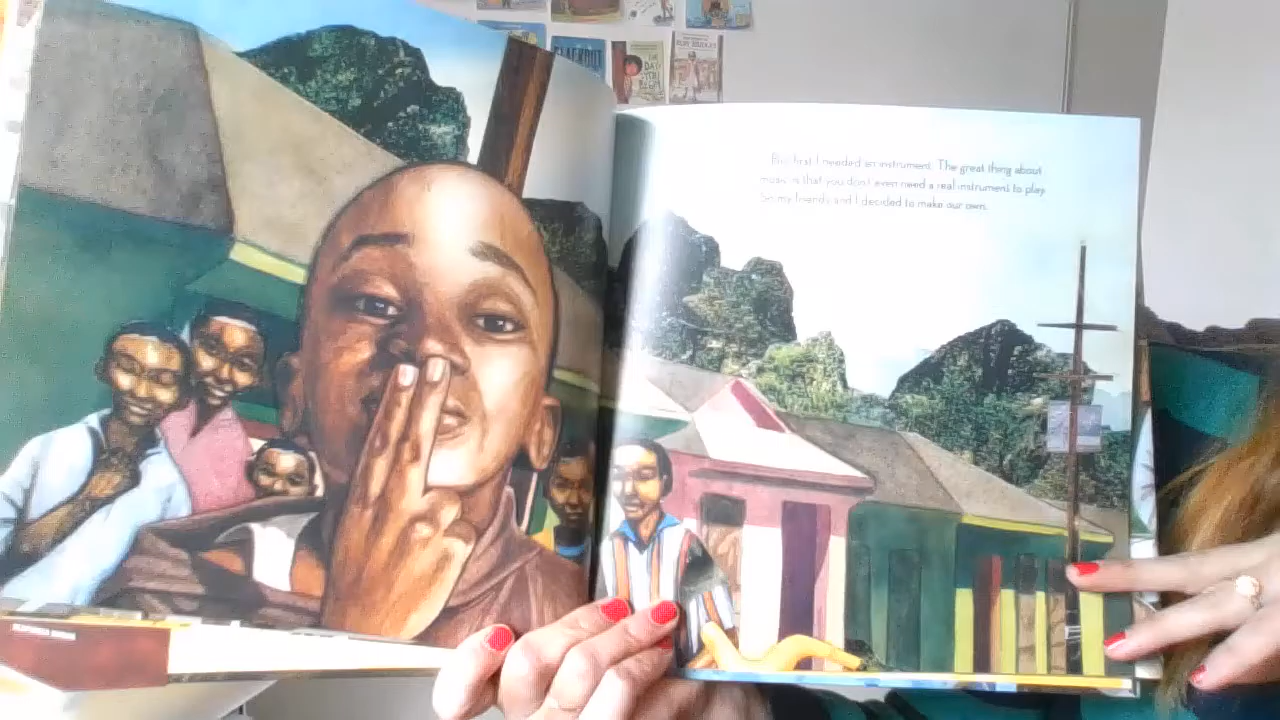 BLACKOUT
But first I needed an instrument. The great thing about
music is that you don't even need a real instrument to play.
So my friends and I decided to make our own.